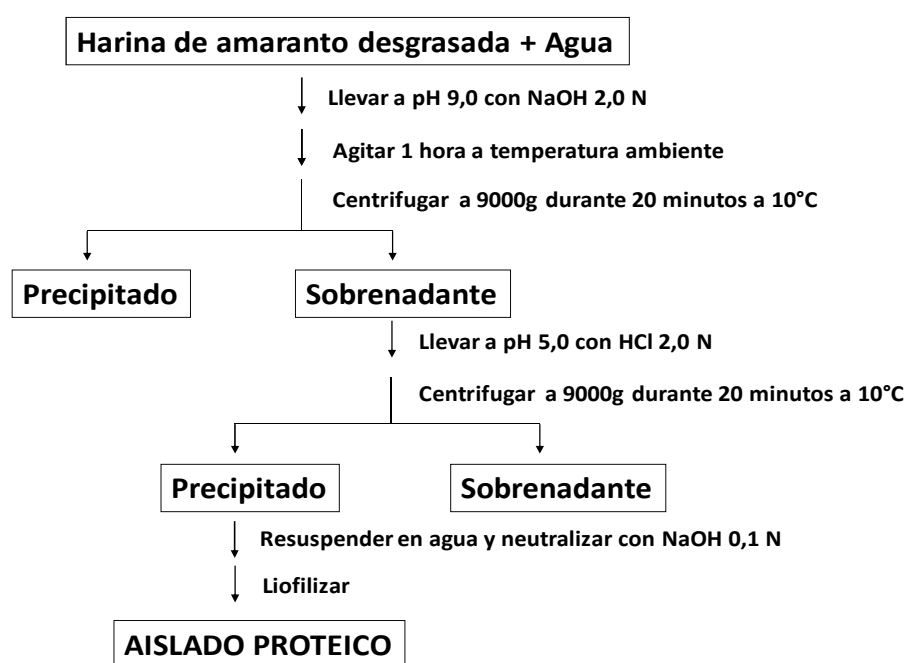 Harina de amaranto desgrasada + Agua
Llevar a pH 9,0 con NaOH 2,0 N
Agitar 1 hora a temperatura ambiente
Centrifugar a 9000g durante 20 minutos a 10°C
Precipitado
Sobrenadante
Llevar a pH 5,0 con HCl 2,0 N
Centrifugar a 9000g durante 20 minutos a 10°C
Precipitado
Sobrenadante
Resuspender en agua y neutralizar con NaOH 0,1 N
Liofilizar
AISLADO PROTEICO